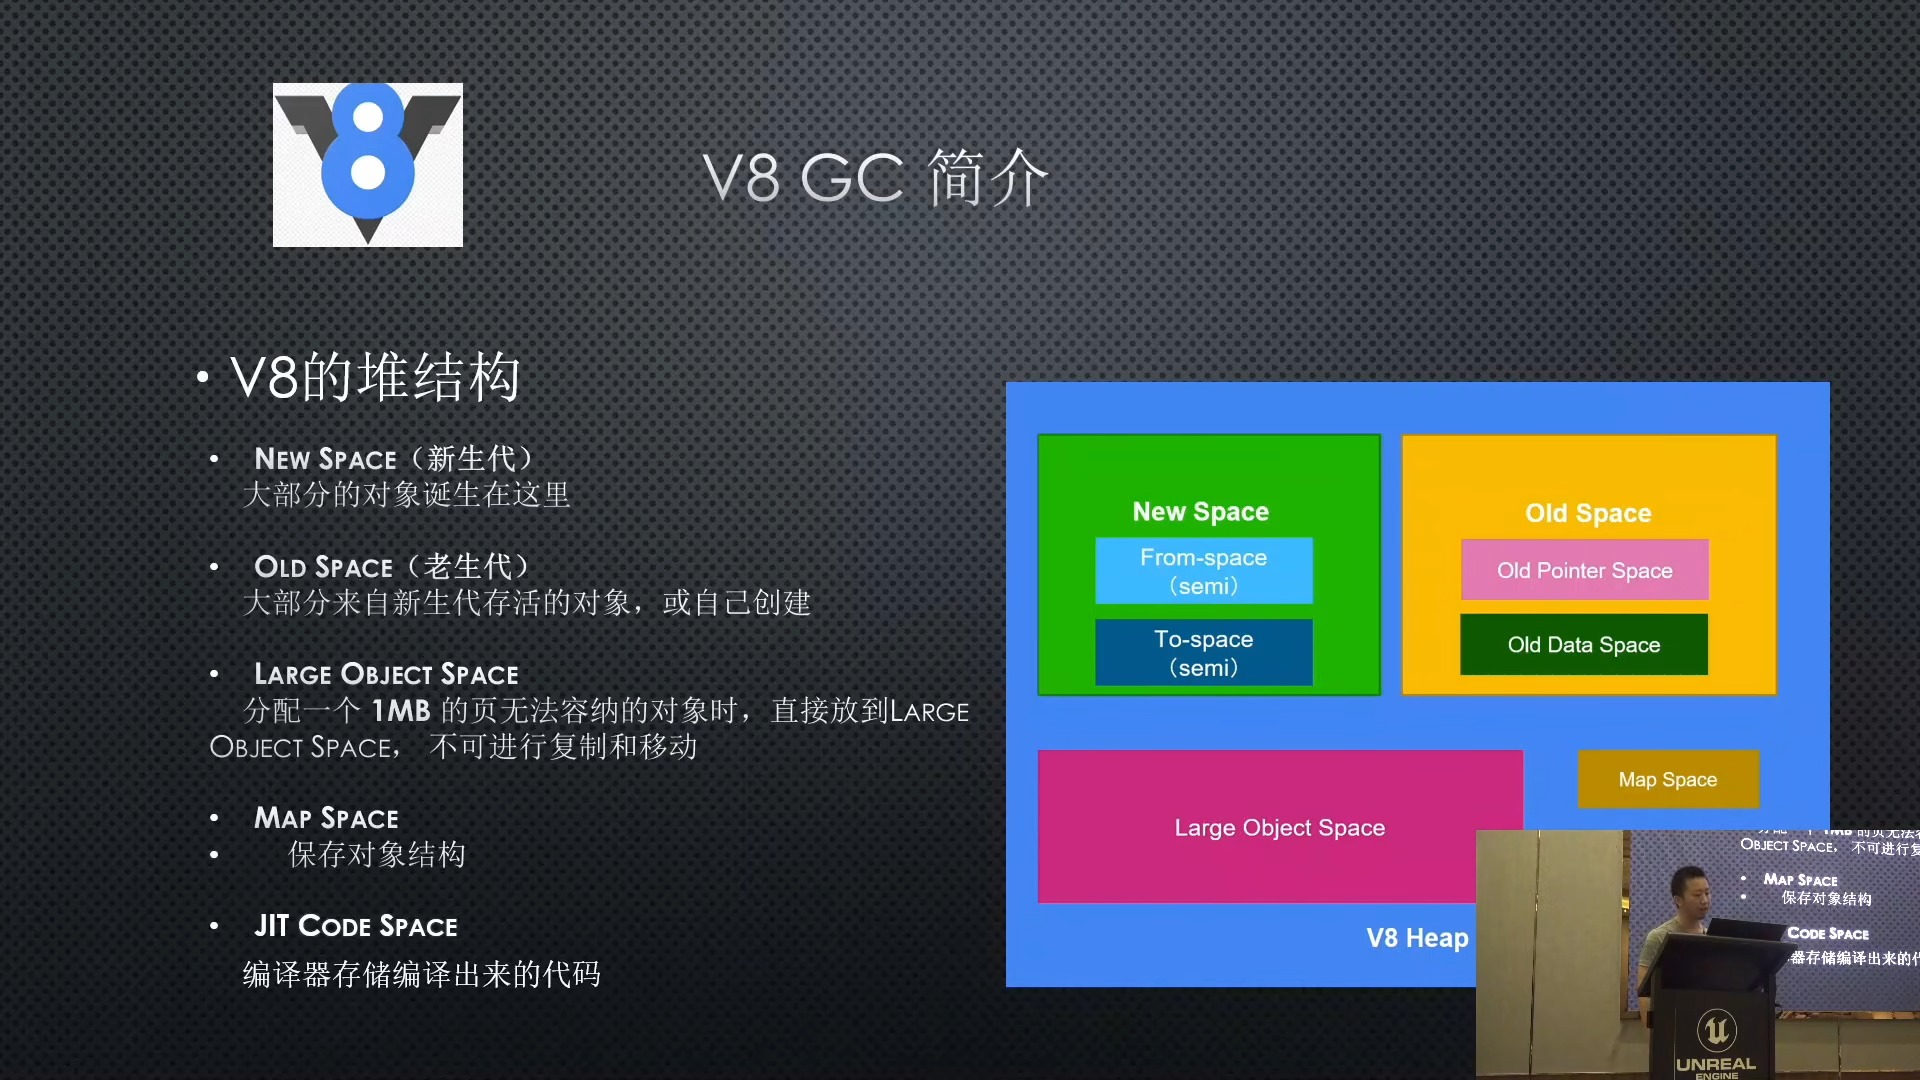 V8 GC 简介
• V8的堆结构
• NEW SPACE（新生代）
大部分的对象诞生在这里
• OLD SPACE（老生代）
大部分来自新生代存活的对象，或自己创建
• LARGE OBJECT SPACE
分配一个 1MB 的页无法容纳的对象时，直接放到LARGE
OBJECT SPACE， 不可进行复制和移动
• MAP SPACE
• 保存对象结构
• JIT CODE SPACE
编译器存储编译出来的代码
New Space
From-space
（semi）
To-space
（semi）
Old Space
Old Pointer Space
Old Data Space
Large Object Space
Map Space
V8 Heap
1MB 的页无法容
OBJECT SPACE， 不可进行复
• MAP SPACE
• 保存对象结构
CODE SPACE
器存储编译出来的代
UNREAL
ENGINE